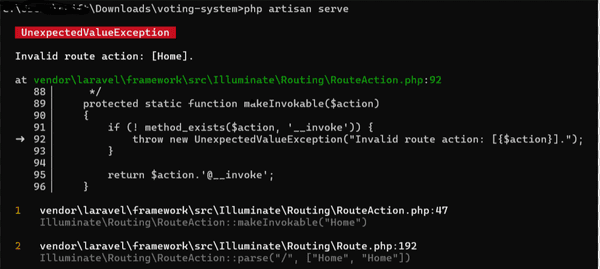 \Downloads\voting-system>php artisan serve
UnexpectedValueException
Invalid route action: [Home].
at vendor\laravel\framework\src\Illuminate\Routing\RouteAction.php:92
88 */
89 protected static function makeInvokable($action)
90 {
91 if (! method_exists($action, '__invoke')) {
→ 92 throw new UnexpectedValueException("Invalid route action: [{$action}].");
93 }
94
95 return $action.'@__invoke';
96 }
1 vendor\laravel\framework\src\Illuminate\Routing\RouteAction.php:47
Illuminate\Routing\RouteAction::makeInvokable("Home")
2 vendor\laravel\framework\src\Illuminate\Routing\Route.php:192
Illuminate\Routing\RouteAction::parse("/", ["Home", "Home"])